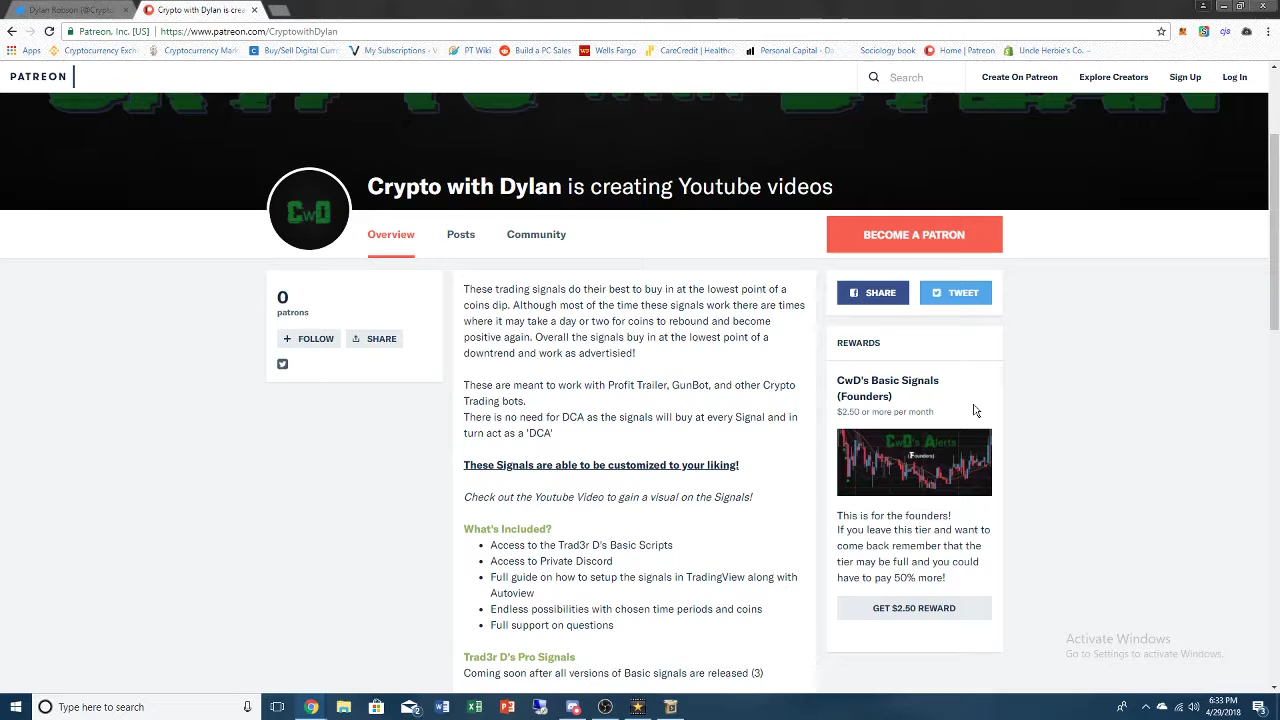 Dylan Robson (@Crypto
Crypto with Dylan is cre
Patreon, Inc. [US]
https://www.patreon.com/CryptowithDylan
Apps
Cryptocurrency Exch
Cryptocurrency Mark
Buy/Sell Digital Curre
My Subscriptions -
PT Wiki
Build a PC Sales
Wells Fargo
CareCredit | Healthca
Personal Capital - Da
Sociology book
Home | Patreon
Uncle Herbie's Co. -
PATREON
Search
Create On Patreon
Explore Creators
Sign Up
Log In
CwD
Crypto with Dylan is creating Youtube videos
Overview
Posts
Community
BECOME A PATRON
0
patrons
FOLLOW
SHARE
These trading signals do their best to buy in at the lowest point of a
coins dip. Although most of the time these signals work there are times
where it may take a day or two for coins to rebound and become
positive again. Overall the signals buy in at the lowest point of a
downtrend and work as advertisied!
These are meant to work with Profit Trailer, GunBot, and other Crypto
Trading bots.
There is no need for DCA as the signals will buy at every Signal and in
turn act as a 'DCA'
These Signals are able to be customized to your liking!
Check out the Youtube Video to gain a visual on the Signals!
What's Included?
Access to the Trad3r D's Basic Scripts
Access to Private Discord
Full guide on how to setup the signals in TradingView along with
Autoview
Endless possibilities with chosen time periods and coins
Full support on questions
Trad3r D's Pro Signals
Coming soon after all versions of Basic signals are released (3)
SHARE
TWEET
REWARDS
CwD's Basic Signals
(Founders)
$2.50 or more per month
CwD's Alerts
(Founders)
This is for the founders!
If you leave this tier and want to
come back remember that the
tier may be full and you could
have to pay 50% more!
GET $2.50 REWARD
Activate Windows
Go to Settings to activate Windows.
Type here to search
6:33 PM
4/29/2018